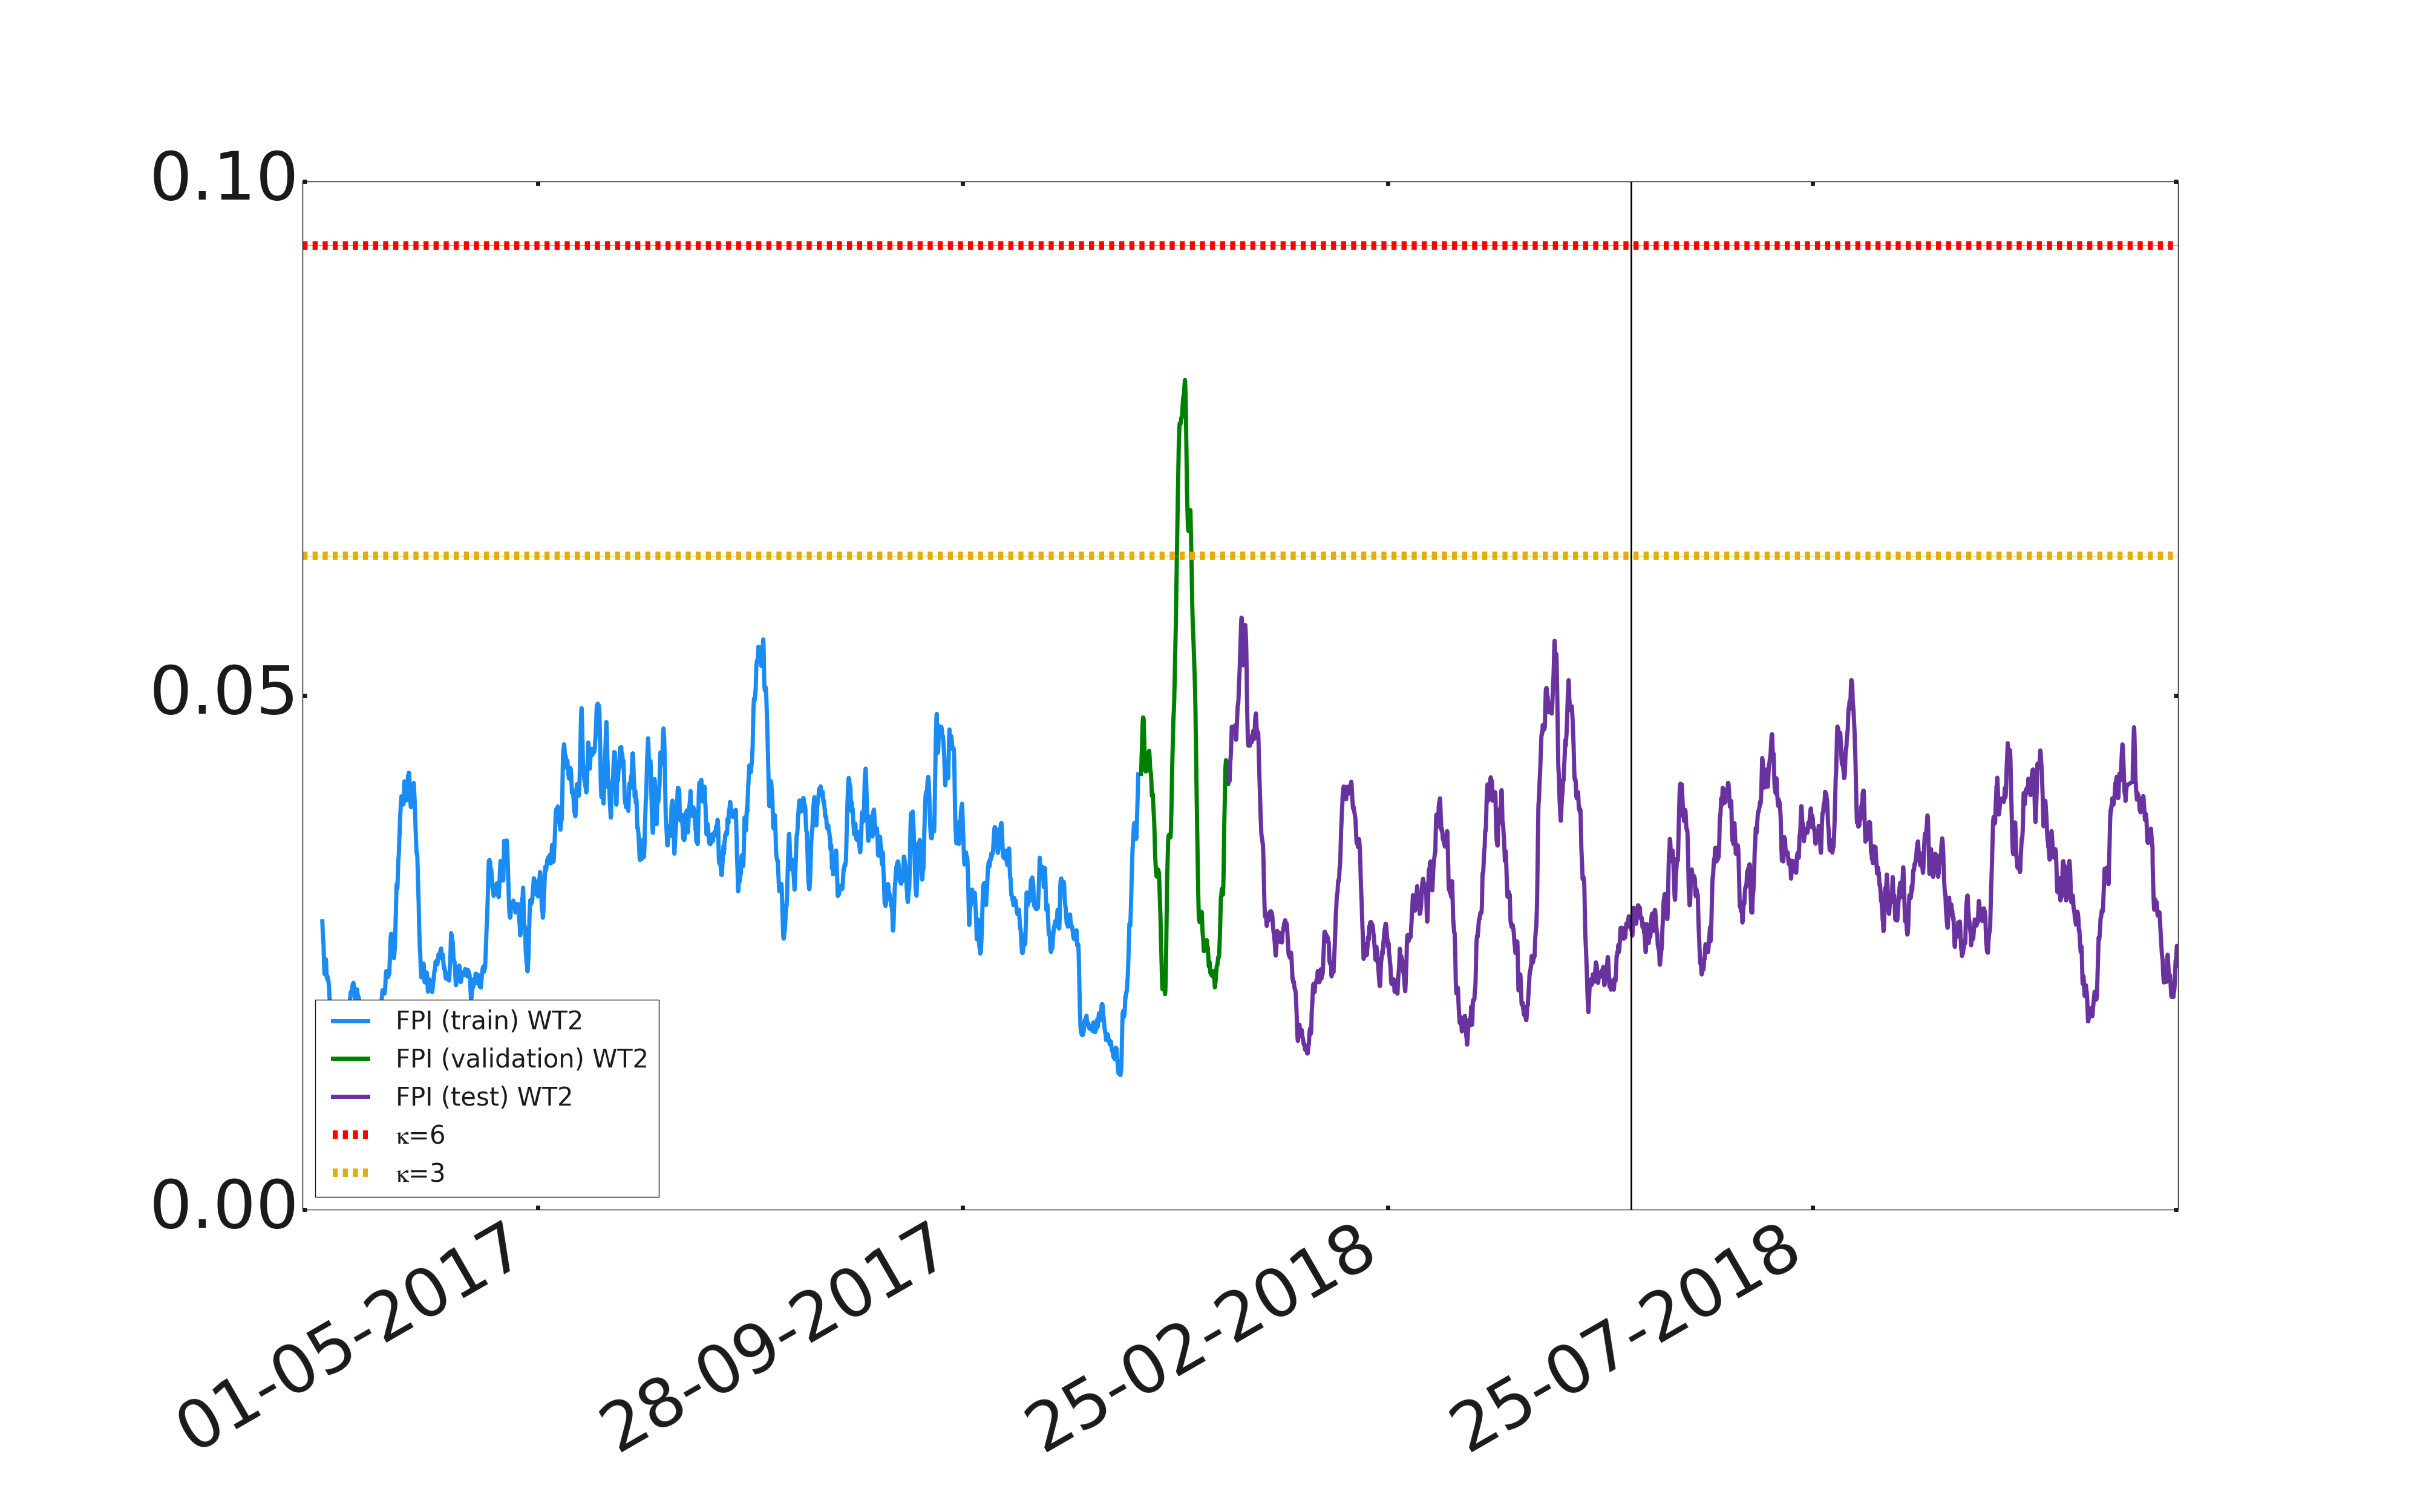 0.10
0.05
0.00
FPI (train) WT2
FPI (validation) WT2
FPI (test) WT2
κ=6
κ=3
01-05-2017
28-09-2017
25-02-2018
25-07-2018